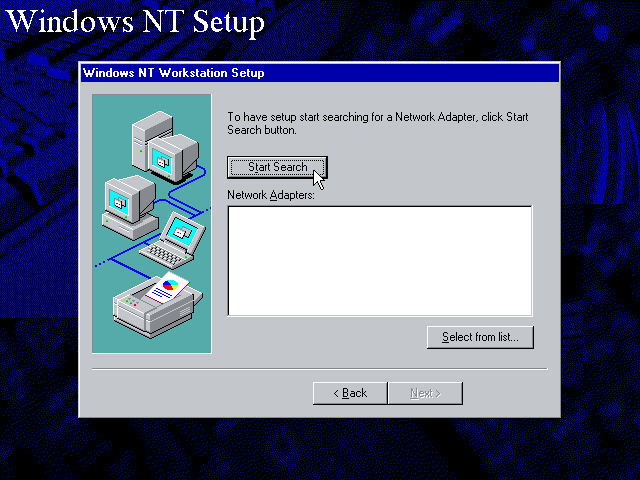 Windows NT Setup
Windows NT Workstation Setup
To have setup start searching for a Network Adapter, click Start
Search button.
Start Search
Network Adapters:
Select from list...
< Back
Next >